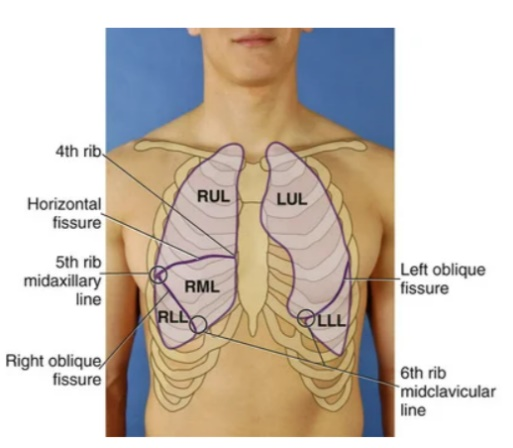 4th rib
Horizontal
fissure
5th rib
midaxillary
line
Right oblique
fissure
RUL
LUL
RML
RLL
LLL
Left oblique
fissure
6th rib
midclavicular
line